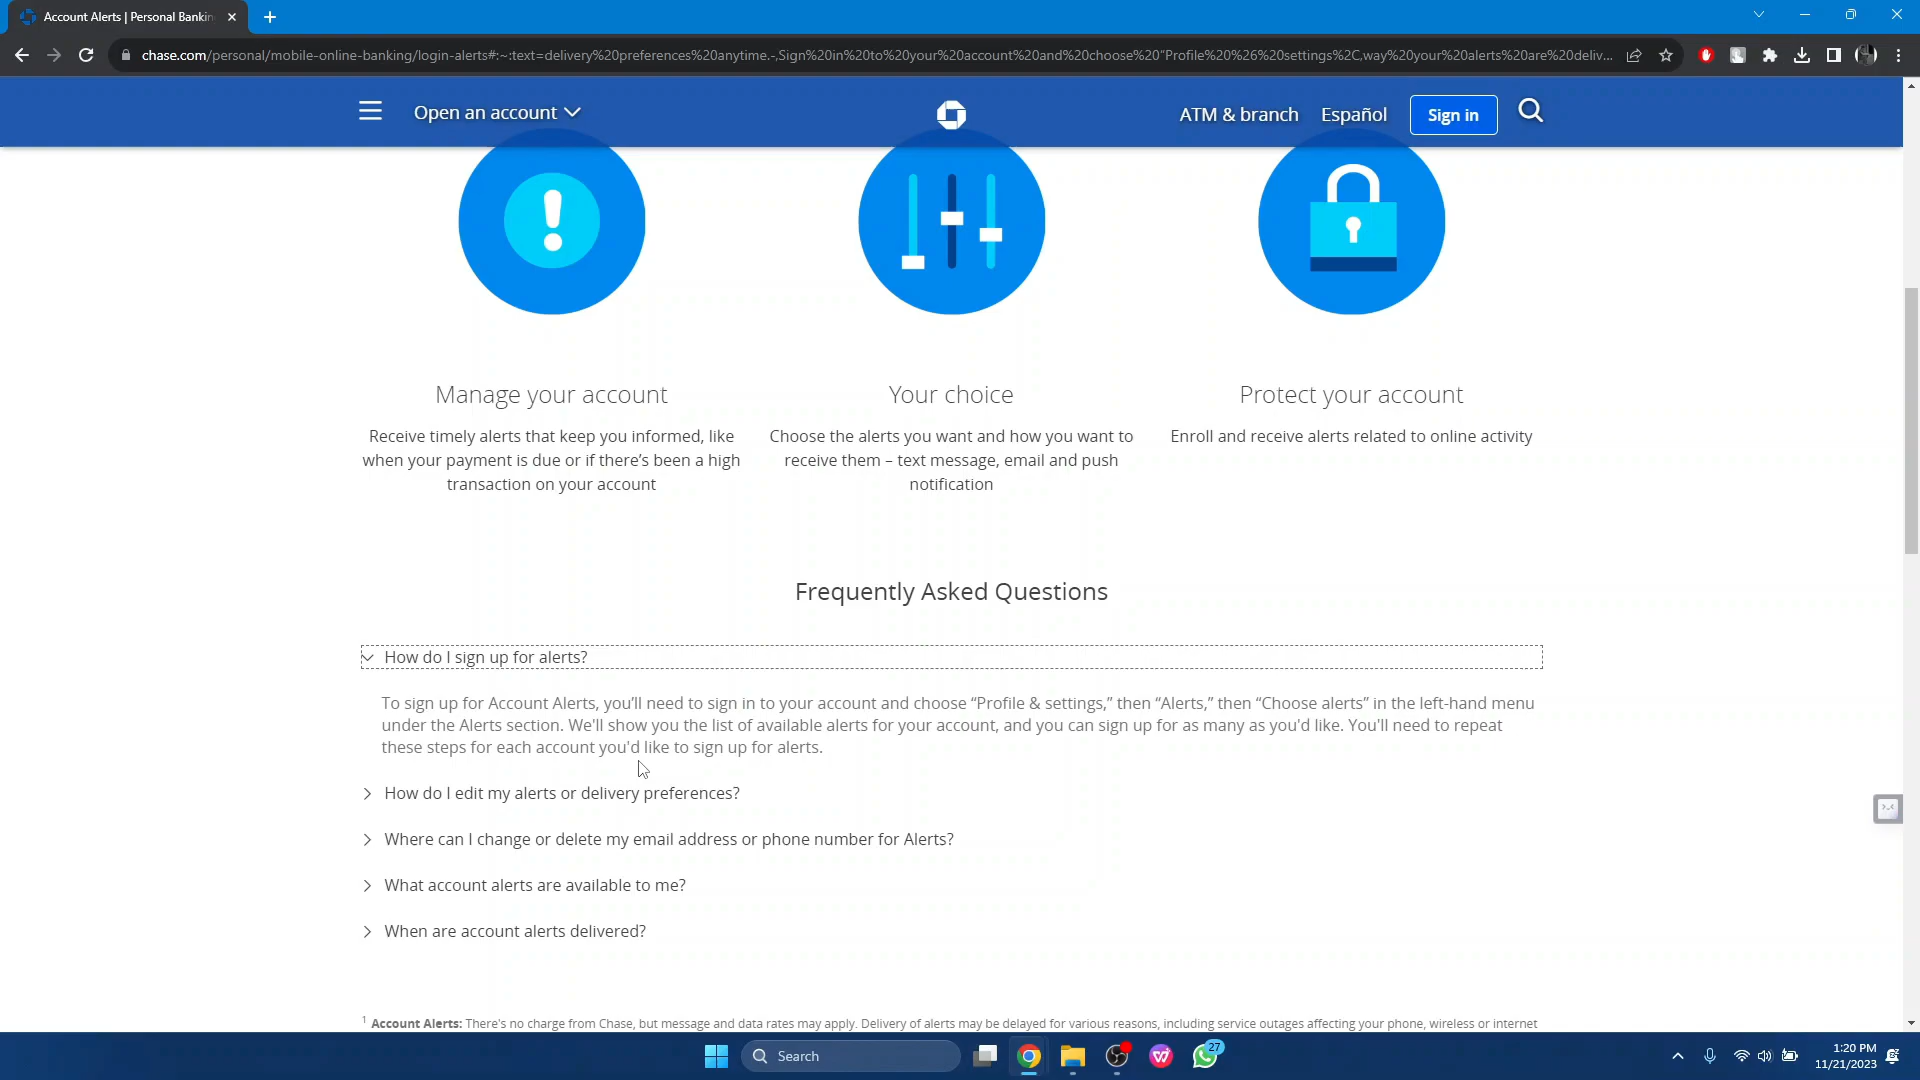 Account Alerts | Personal Bankin
chase.com/personal/mobile-online-banking/login-alerts#:~:text=delivery%20preferences%20anytime.-,Sign%20in%20to%20your%20account%20and%20choose%20"Profile%20%26%20settings%2C,way%20your%20alerts%20are%20deliv...
Open an account
ATM & branch
Español
Sign in
Manage your account
Receive timely alerts that keep you informed, like
when your payment is due or if there’s been a high
transaction on your account
Your choice
Choose the alerts you want and how you want to
receive them – text message, email and push
notification
Protect your account
Enroll and receive alerts related to online activity
Frequently Asked Questions
How do I sign up for alerts?
To sign up for Account Alerts, you’ll need to sign in to your account and choose “Profile & settings,” then “Alerts,” then “Choose alerts” in the left-hand menu
under the Alerts section. We'll show you the list of available alerts for your account, and you can sign up for as many as you'd like. You'll need to repeat
these steps for each account you'd like to sign up for alerts.
How do I edit my alerts or delivery preferences?
Where can I change or delete my email address or phone number for Alerts?
What account alerts are available to me?
When are account alerts delivered?
1 Account Alerts: There's no charge from Chase, but message and data rates may apply. Delivery of alerts may be delayed for various reasons, including service outages affecting your phone, wireless or internet
Search
27
1:20 PM
11/21/2023